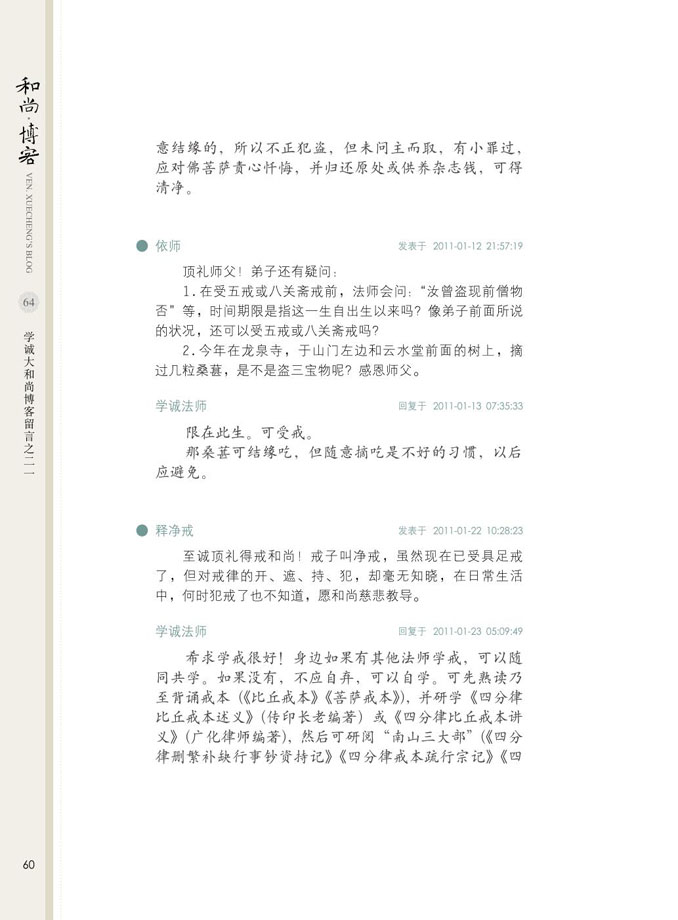 和尚·博客
VEN. XUECHENG'S BLOG
64
学诚大和尚博客留言之二一
意结缘的，所以不正犯盗，但未问主而取，有小罪过，
应对佛菩萨责心忏悔，并归还原处或供养杂志钱，可得
清净。
依师 发表于 2011-01-12 21:57:19
顶礼师父！弟子还有疑问：
1.在受五戒或八关斋戒前，法师会问：“汝曾盗现前僧物
否”等，时间期限是指这一生自出生以来吗？像弟子前面所说
的状况，还可以受五戒或八关斋戒吗？
2.今年在龙泉寺，于山门左边和云水堂前面的树上，摘
过几粒桑葚，是不是盗三宝物呢？感恩师父。
学诚法师 回复于 2011-01-13 07:35:33
限在此生。可受戒。
那桑葚可结缘吃，但随意摘吃是不好的习惯，以后
应避免。
释净戒 发表于 2011-01-22 10:28:23
至诚顶礼得戒和尚！戒子叫净戒，虽然现在已受具足戒
了，但对戒律的开、遮、持、犯，却毫无知晓，在日常生活
中，何时犯戒了也不知道，愿和尚慈悲教导。
学诚法师 回复于 2011-01-23 05:09:49
希求学戒很好！身边如果有其他法师学戒，可以随
同共学。如果没有，不应自弃，可以自学。可先熟读乃
至背诵戒本（《比丘戒本》《菩萨戒本》），并研学《四分律
比丘戒本述义》（传印长老编著）或《四分律比丘戒本讲
义》（广化律师编著），然后可研阅“南山三大部”（《四分
律删繁补缺行事钞资持记》《四分律戒本疏行宗记》《四
60